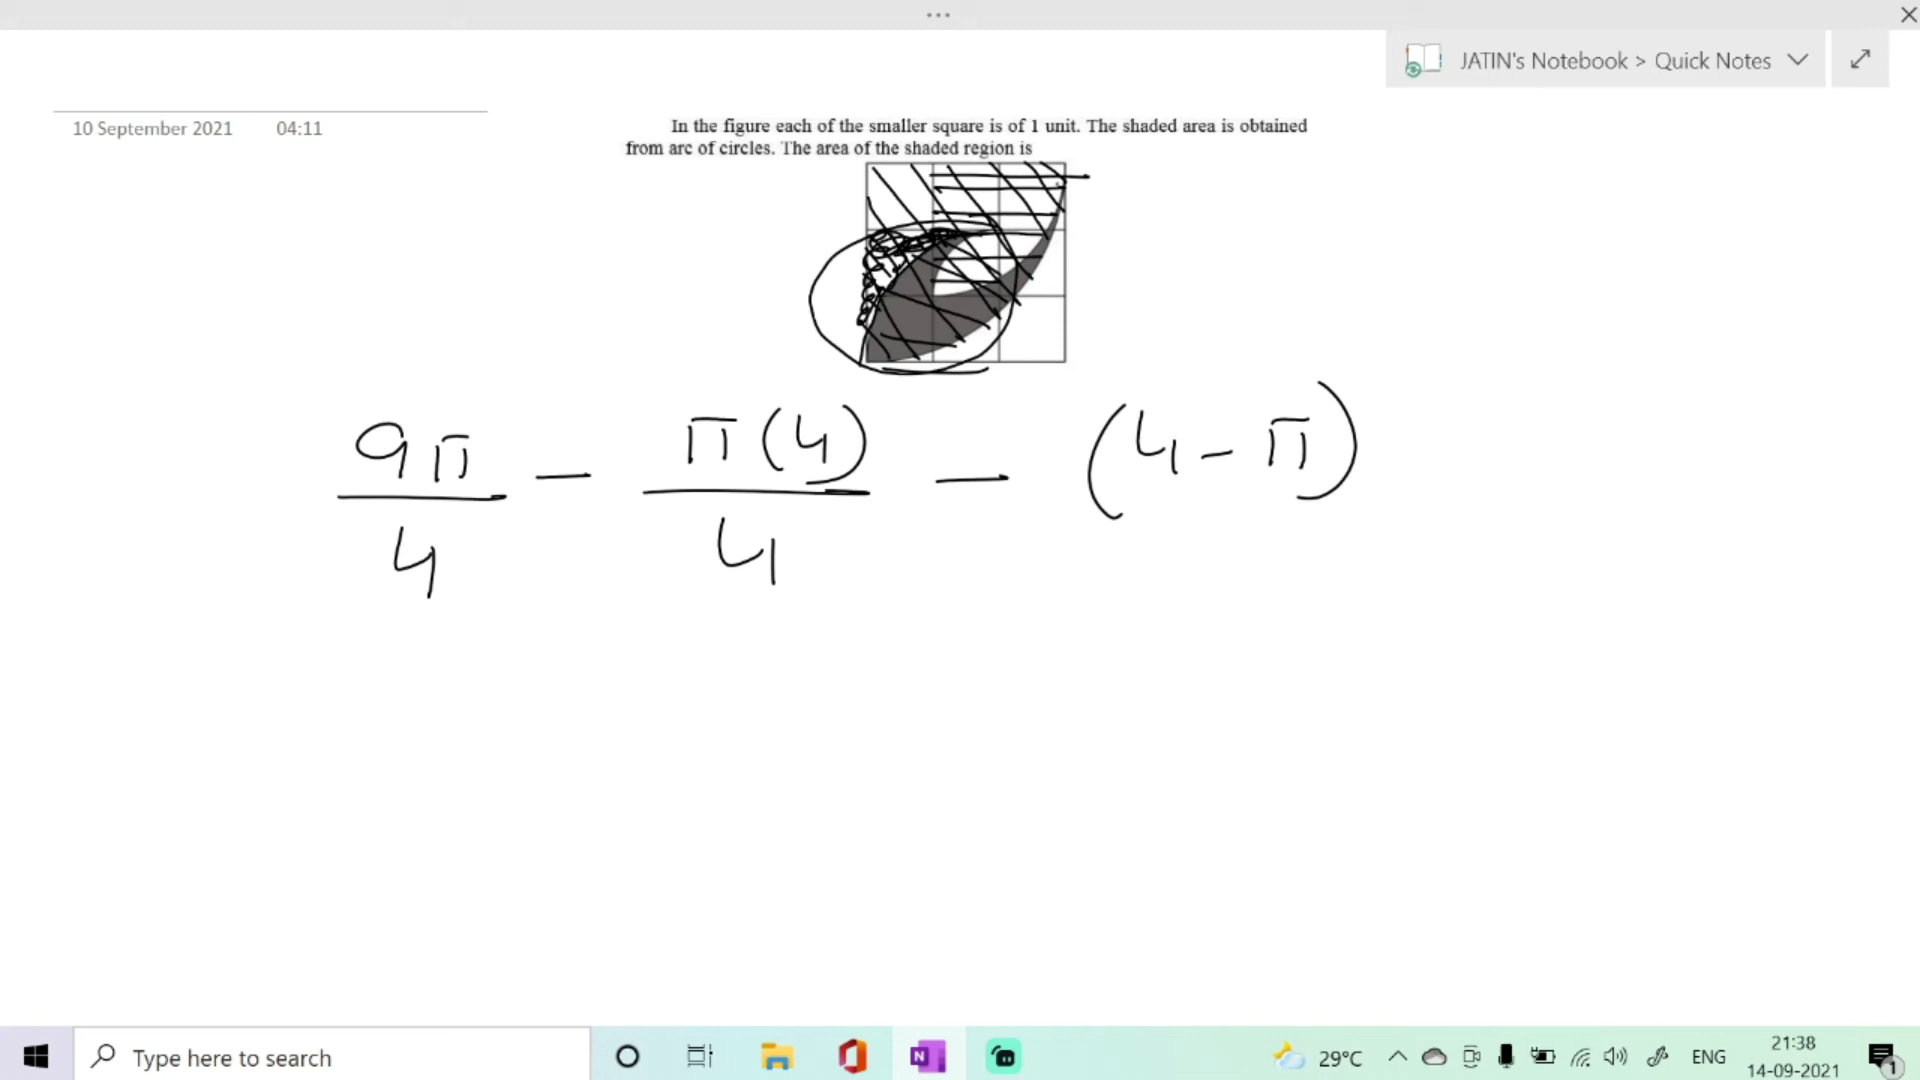 ...
JATIN's Notebook > Quick Notes
10 September 2021 04:11
In the figure each of the smaller square is of 1 unit. The shaded area is obtained
from arc of circles. The area of the shaded region is
9π/4 - π(4)/4 - (4-π)
Type here to search
29°C
ENG
21:38
14-09-2021
1